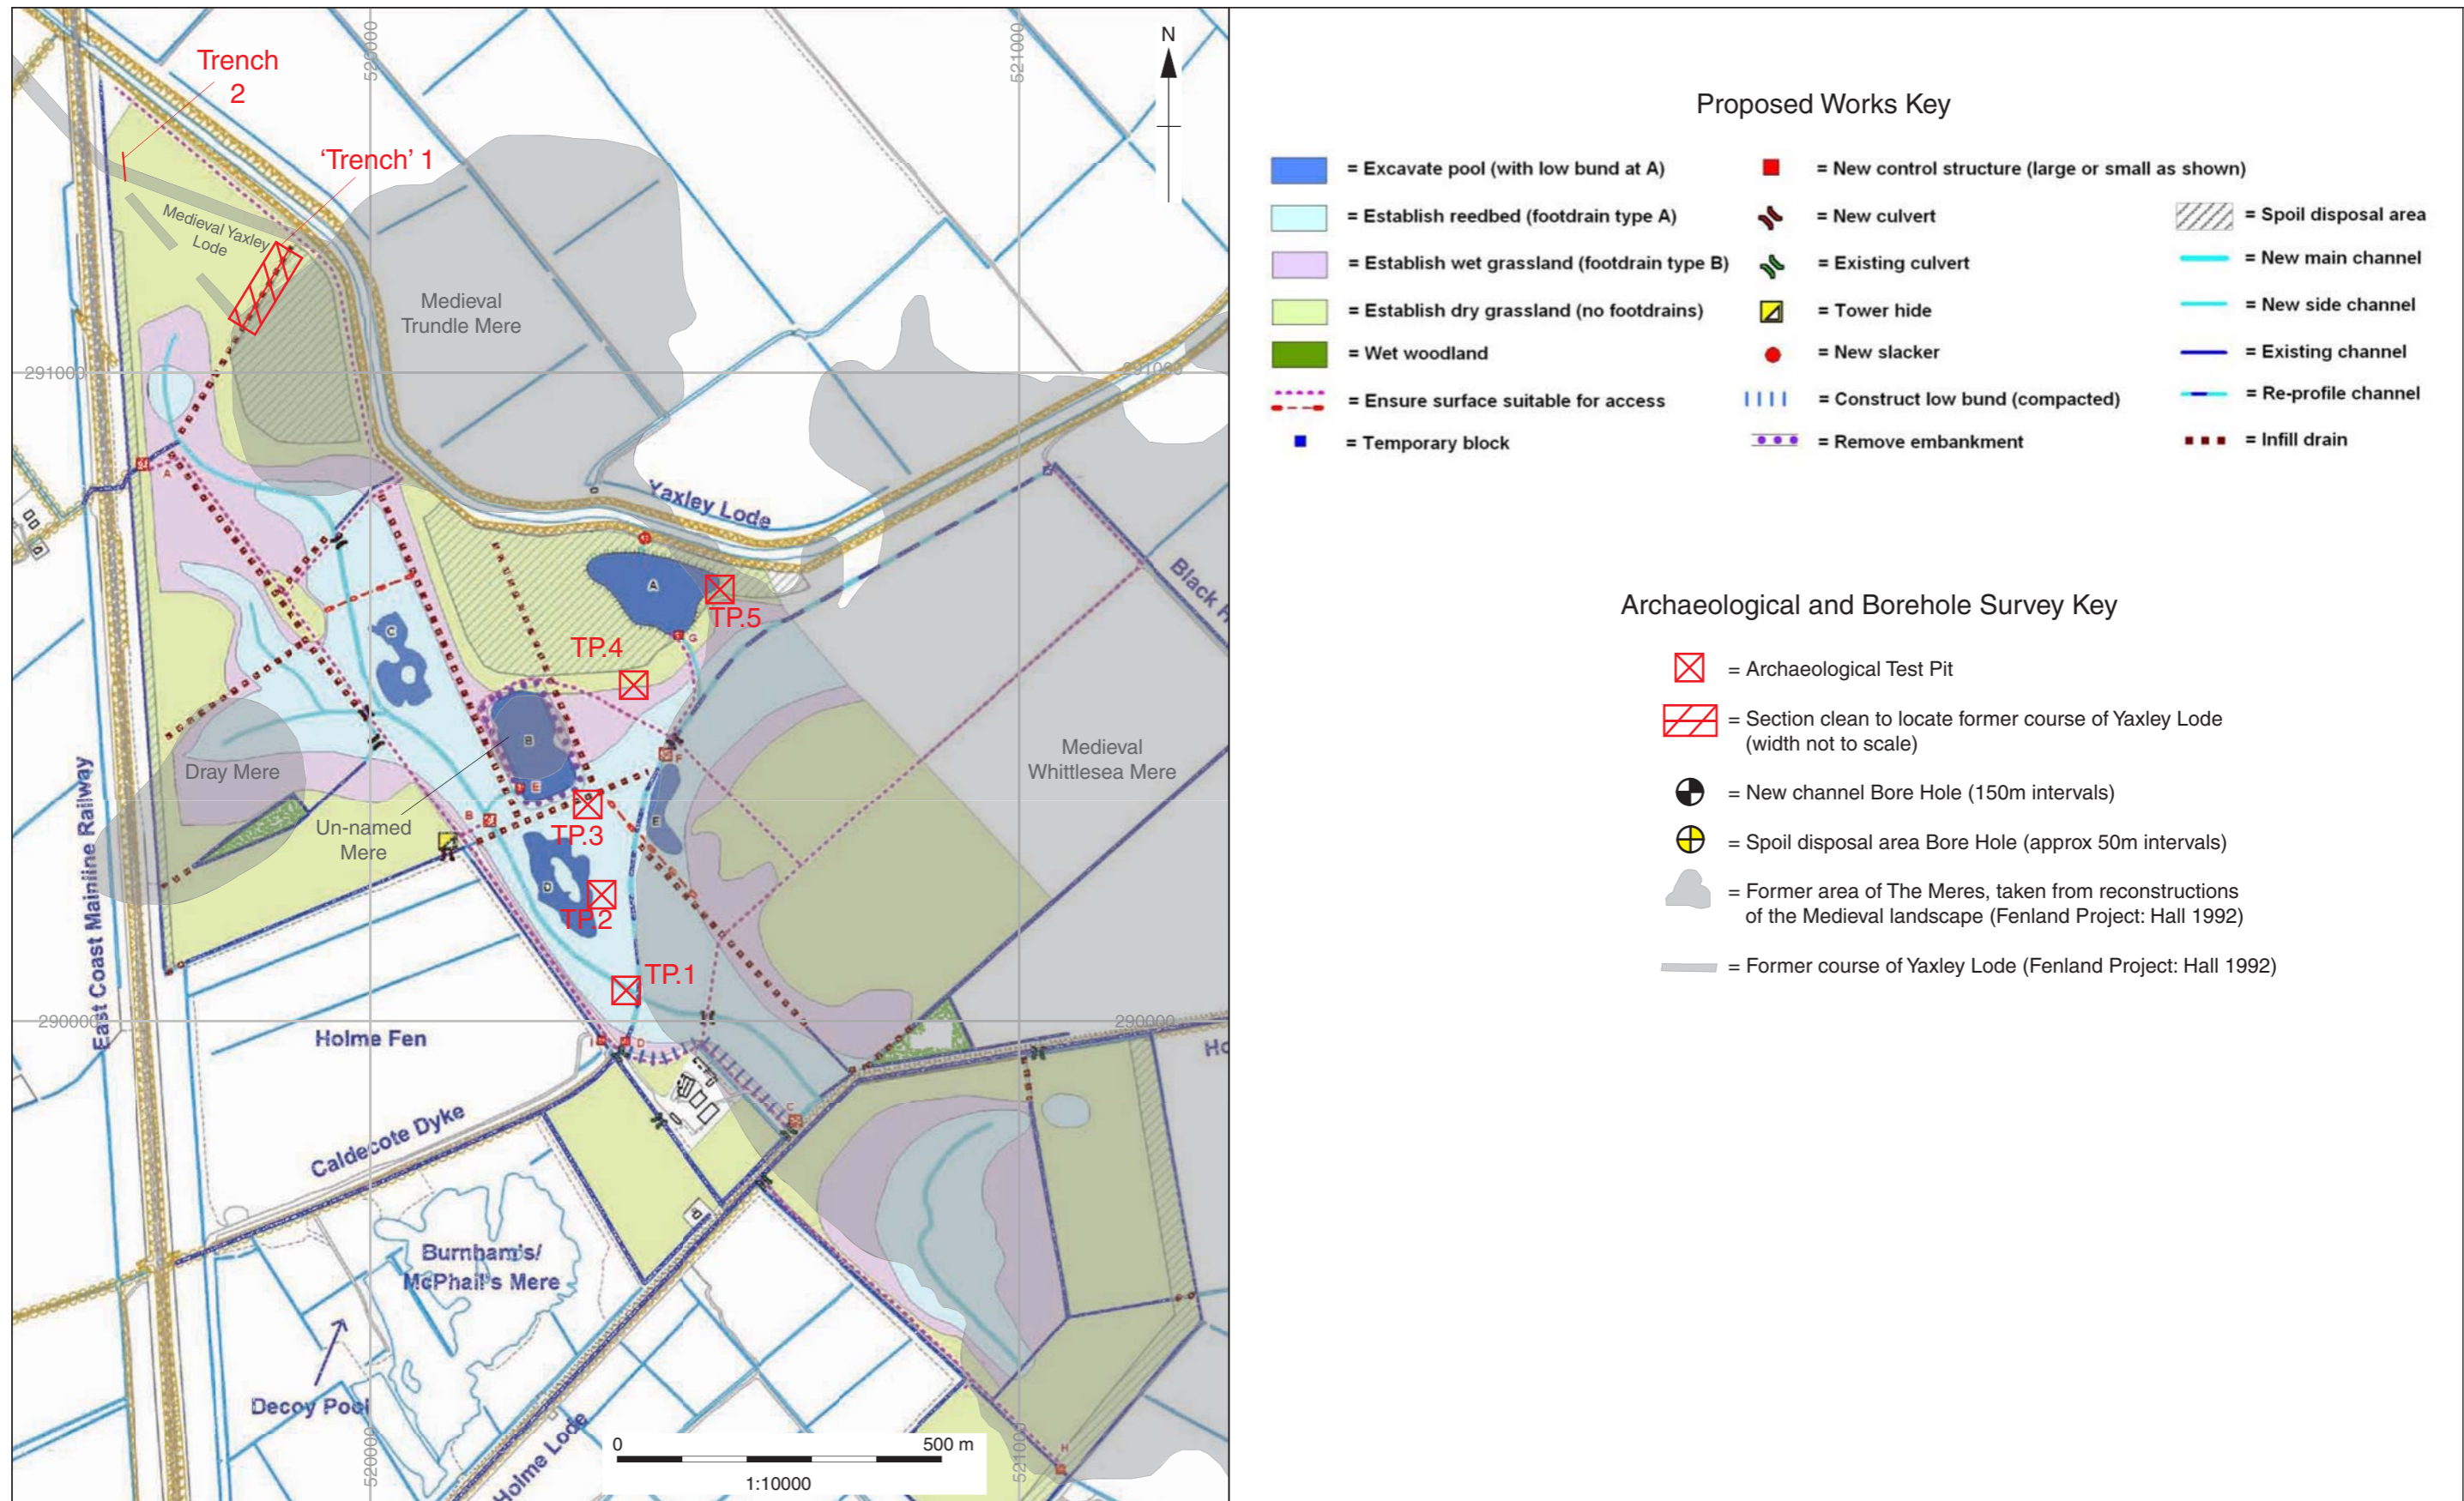 Trench
2
'Trench' 1
N
520000
521000
Medieval Yaxley
Lode
Medieval
Trundle Mere
291000
291000
A
Yaxley Lode
A
TP.5
G
TP.4
C
B
Dray Mere
E
F
B
E
Medieval
Whittlesea Mere
Un-named
Mere
TP.3
D
TP.2
TP.1
East Coast Mainline Railway
290000
290000
Holme Fen
I
D
C
Caldecote Dyke
Burnham's/
McPhail's Mere
Decoy Pool
Holme Lode
H
520000
521000
0
500 m
1:10000
Proposed Works Key
= Excavate pool (with low bund at A)
= Establish reedbed (footdrain type A)
= Establish wet grassland (footdrain type B)
= Establish dry grassland (no footdrains)
= Wet woodland
= Ensure surface suitable for access
= Temporary block
= New control structure (large or small as shown)
= New culvert
= Existing culvert
= Tower hide
= New slacker
= Construct low bund (compacted)
= Remove embankment
= Spoil disposal area
= New main channel
= New side channel
= Existing channel
= Re-profile channel
= Infill drain
Archaeological and Borehole Survey Key
= Archaeological Test Pit
= Section clean to locate former course of Yaxley Lode
(width not to scale)
= New channel Bore Hole (150m intervals)
= Spoil disposal area Bore Hole (approx 50m intervals)
= Former area of The Meres, taken from reconstructions
of the Medieval landscape (Fenland Project: Hall 1992)
= Former course of Yaxley Lode (Fenland Project: Hall 1992)
Black